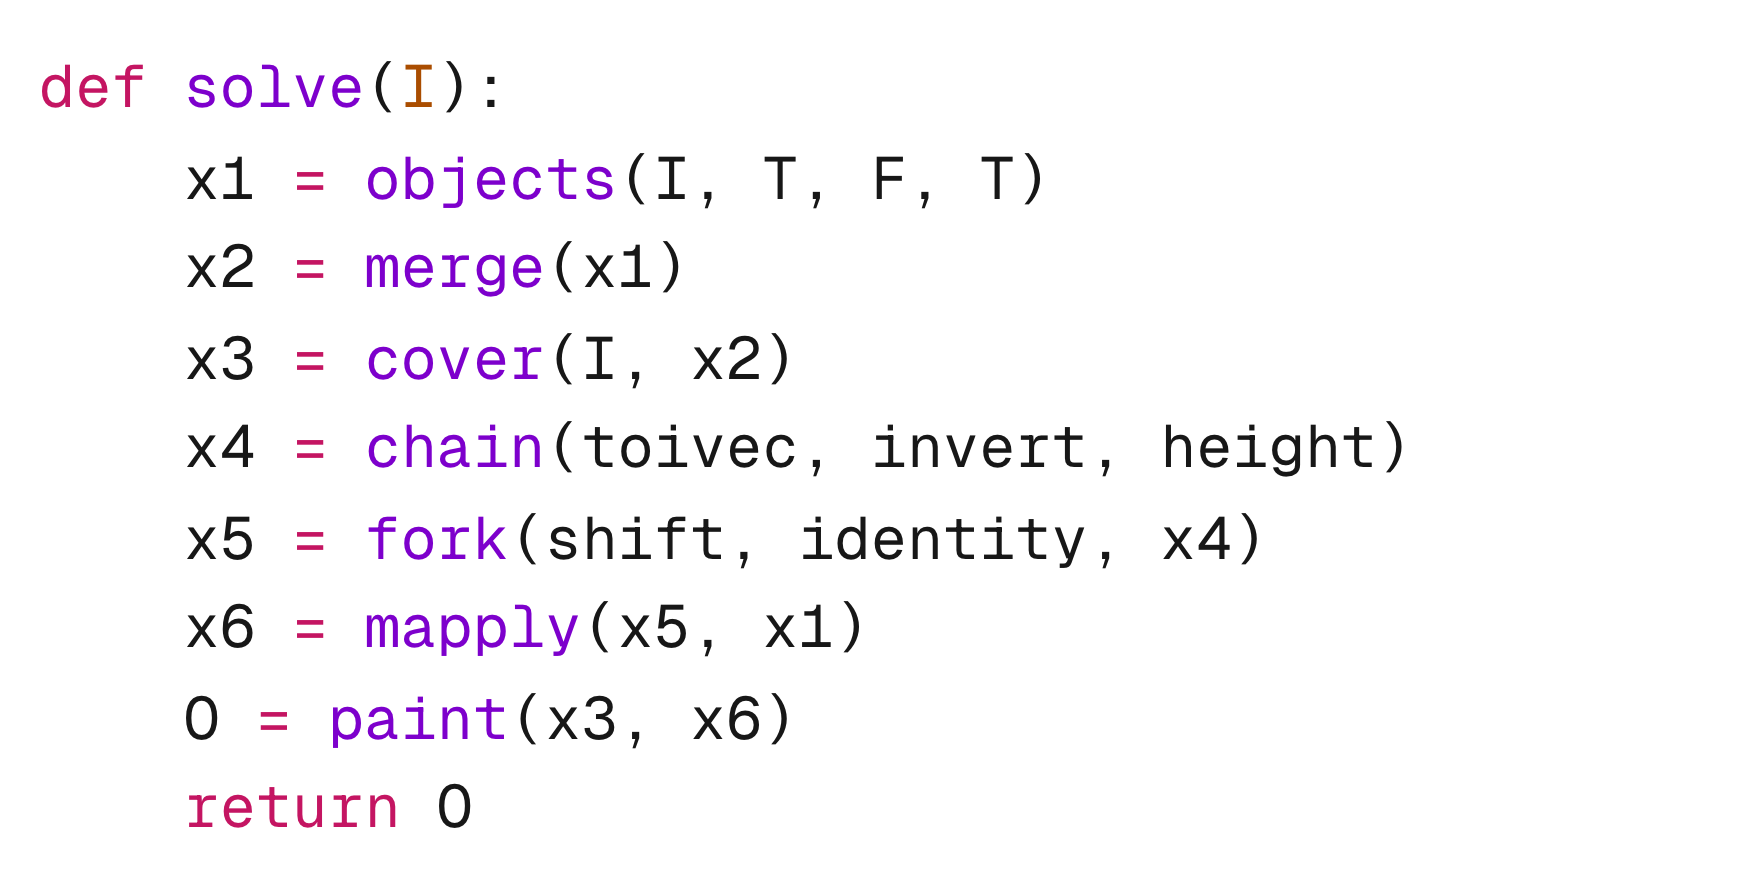 def solve(I):
    x1 = objects(I, T, F, T)
    x2 = merge(x1)
    x3 = cover(I, x2)
    x4 = chain(toivec, invert, height)
    x5 = fork(shift, identity, x4)
    x6 = mapply(x5, x1)
    O = paint(x3, x6)
    return O